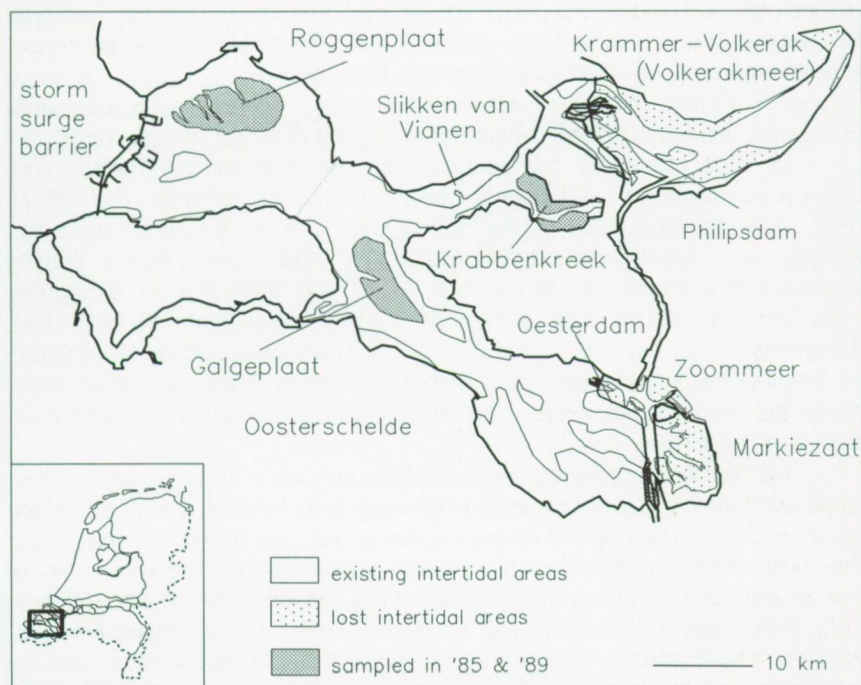 Roggenplaat
Krammer-Volkerak
(Volkerakmeer)
storm
surge
barrier
Slikken van
Vianen
Philipsdam
Krabbenkreek
Oesterdam
Galgeplaat
Zoommeer
Oosterschelde
Markiezaat
existing intertidal areas
lost intertidal areas
sampled in '85 & '89
10 km